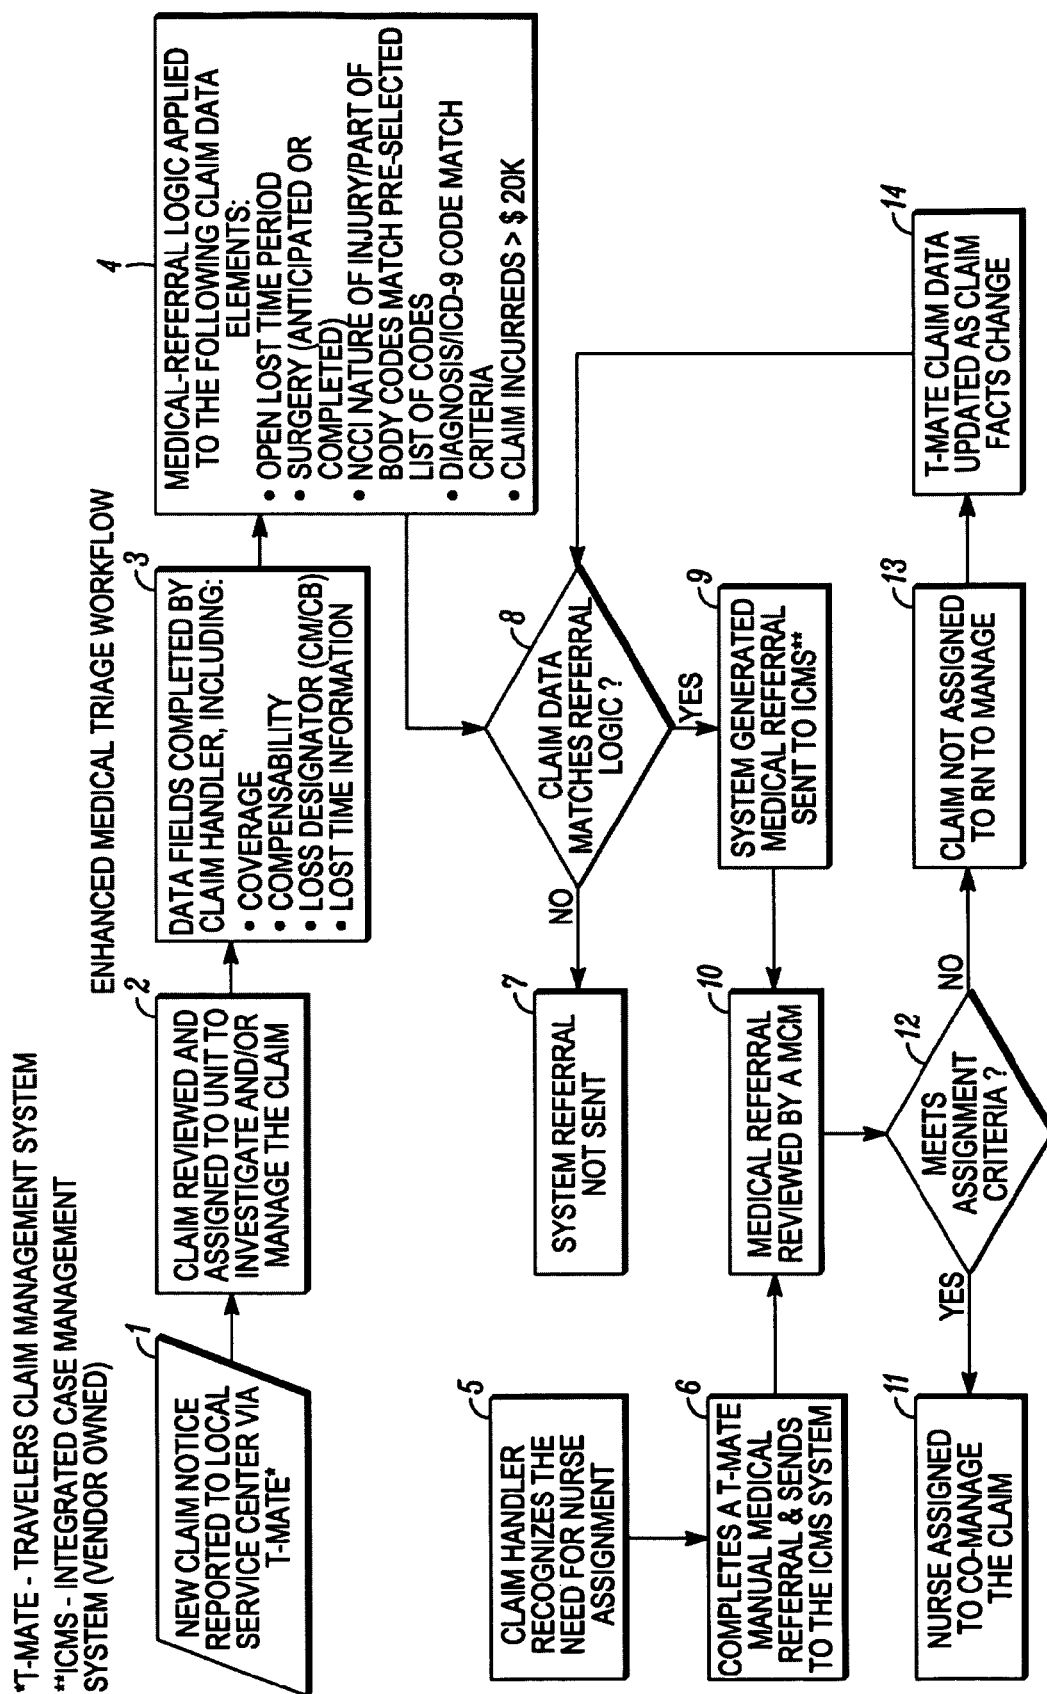 *T-MATE - TRAVELERS CLAIM MANAGEMENT SYSTEM
**ICMS - INTEGRATED CASE MANAGEMENT
SYSTEM (VENDOR OWNED)
ENHANCED MEDICAL TRIAGE WORKFLOW
1
NEW CLAIM NOTICE
REPORTED TO LOCAL
SERVICE CENTER VIA
T-MATE*
2
CLAIM REVIEWED AND
ASSIGNED TO UNIT TO
INVESTIGATE AND/OR
MANAGE THE CLAIM
3
DATA FIELDS COMPLETED BY
CLAIM HANDLER, INCLUDING:
• COVERAGE
• COMPENSABILITY
• LOSS DESIGNATOR (CM/CB)
• LOST TIME INFORMATION
4
MEDICAL-REFERRAL LOGIC APPLIED
TO THE FOLLOWING CLAIM DATA
ELEMENTS:
• OPEN LOST TIME PERIOD
• SURGERY (ANTICIPATED OR
COMPLETED)
• NCCI NATURE OF INJURY/PART OF
BODY CODES MATCH PRE-SELECTED
LIST OF CODES
• DIAGNOSIS/ICD-9 CODE MATCH
CRITERIA
• CLAIM INCURREDS > $ 20K
5
CLAIM HANDLER
RECOGNIZES THE
NEED FOR NURSE
ASSIGNMENT
6
COMPLETES A T-MATE
MANUAL MEDICAL
REFERRAL & SENDS
TO THE ICMS SYSTEM
7
SYSTEM REFERRAL
NOT SENT
NO
8
CLAIM DATA
MATCHES REFERRAL
LOGIC ?
YES
9
SYSTEM GENERATED
MEDICAL REFERRAL
SENT TO ICMS**
10
MEDICAL REFERRAL
REVIEWED BY A MCM
11
NURSE ASSIGNED
TO CO-MANAGE
THE CLAIM
YES
12
MEETS
ASSIGNMENT
CRITERIA ?
NO
13
CLAIM NOT ASSIGNED
TO RN TO MANAGE
14
T-MATE CLAIM DATA
UPDATED AS CLAIM
FACTS CHANGE